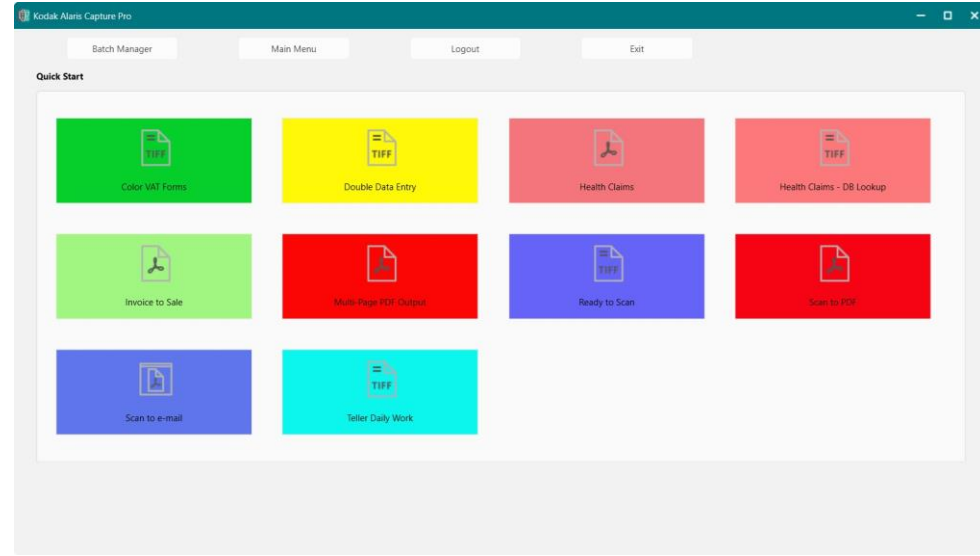 Kodak Alaris Capture Pro
Batch Manager Main Menu Logout Exit
Quick Start
TIFF TIFF TIFF
Color VAT Forms Double Data Entry Health Claims Health Claims - DB Lookup
TIFF
Invoice to Sale Multi-Page PDF-Output Ready to Scan Scan to PDF
TIFF
Scan to e-mail Teller Daily Work